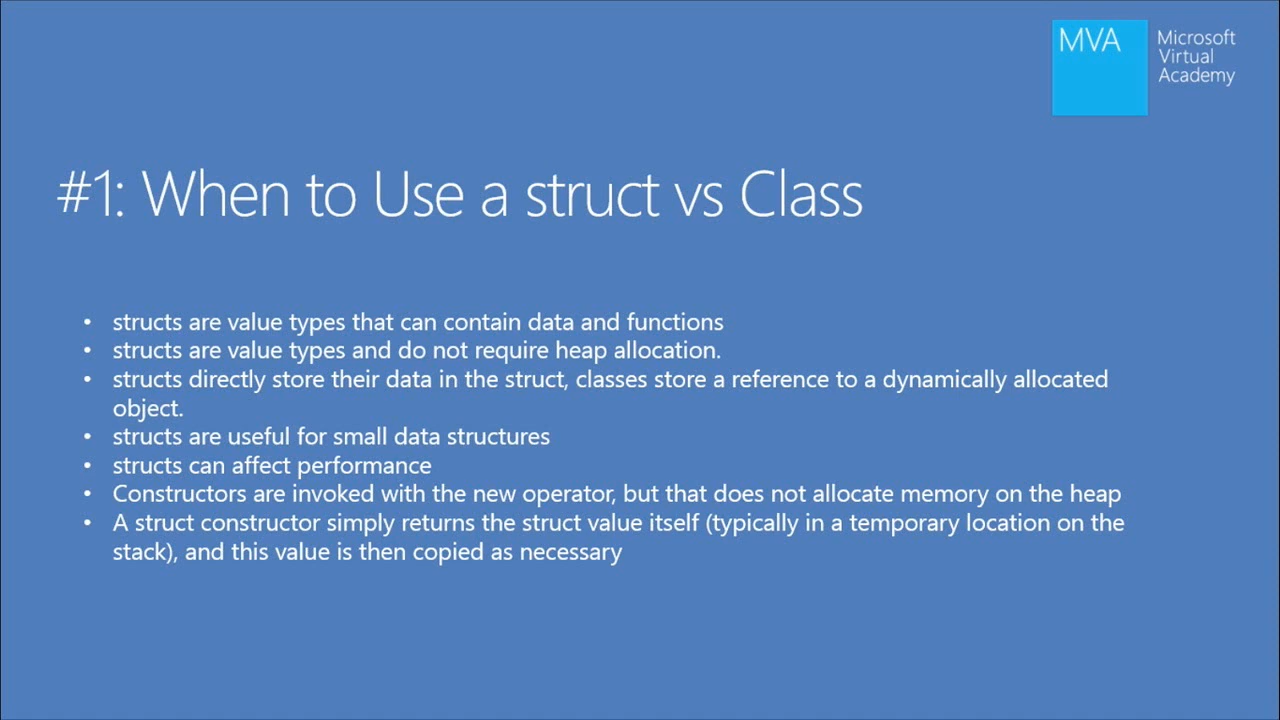 MVA
Microsoft
Virtual
Academy
#1: When to Use a struct vs Class
• structs are value types that can contain data and functions
• structs are value types and do not require heap allocation.
• structs directly store their data in the struct, classes store a reference to a dynamically allocated
object.
• structs are useful for small data structures
• structs can affect performance
• Constructors are invoked with the new operator, but that does not allocate memory on the heap
• A struct constructor simply returns the struct value itself (typically in a temporary location on the
stack), and this value is then copied as necessary